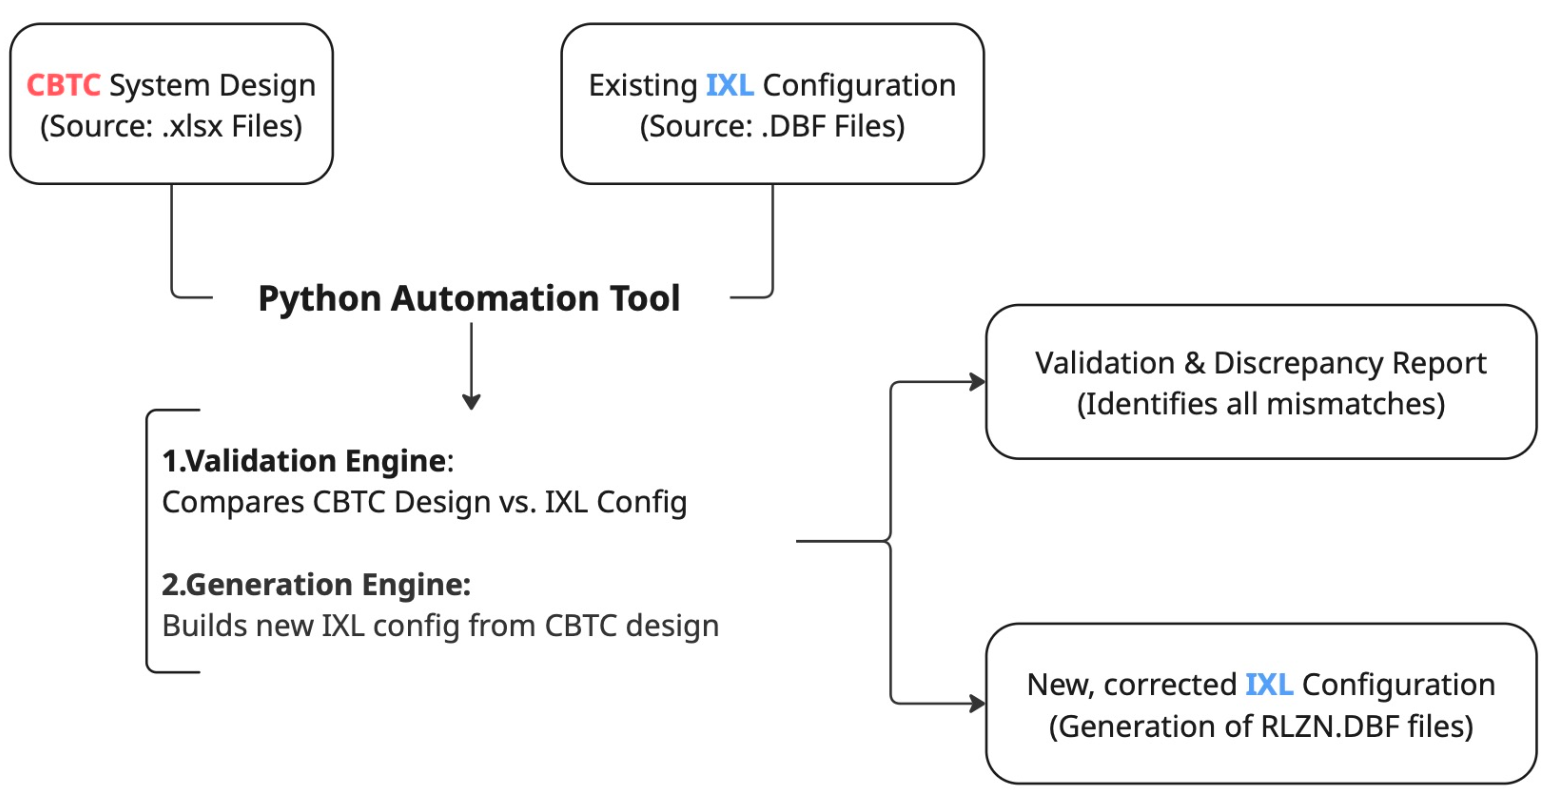 CBTC System Design
(Source: .xlsx Files)
Existing IXL Configuration
(Source: .DBF Files)
Python Automation Tool
1.Validation Engine:
Compares CBTC Design vs. IXL Config
2.Generation Engine:
Builds new IXL config from CBTC design
Validation & Discrepancy Report
(Identifies all mismatches)
New, corrected IXL Configuration
(Generation of RLZN.DBF files)